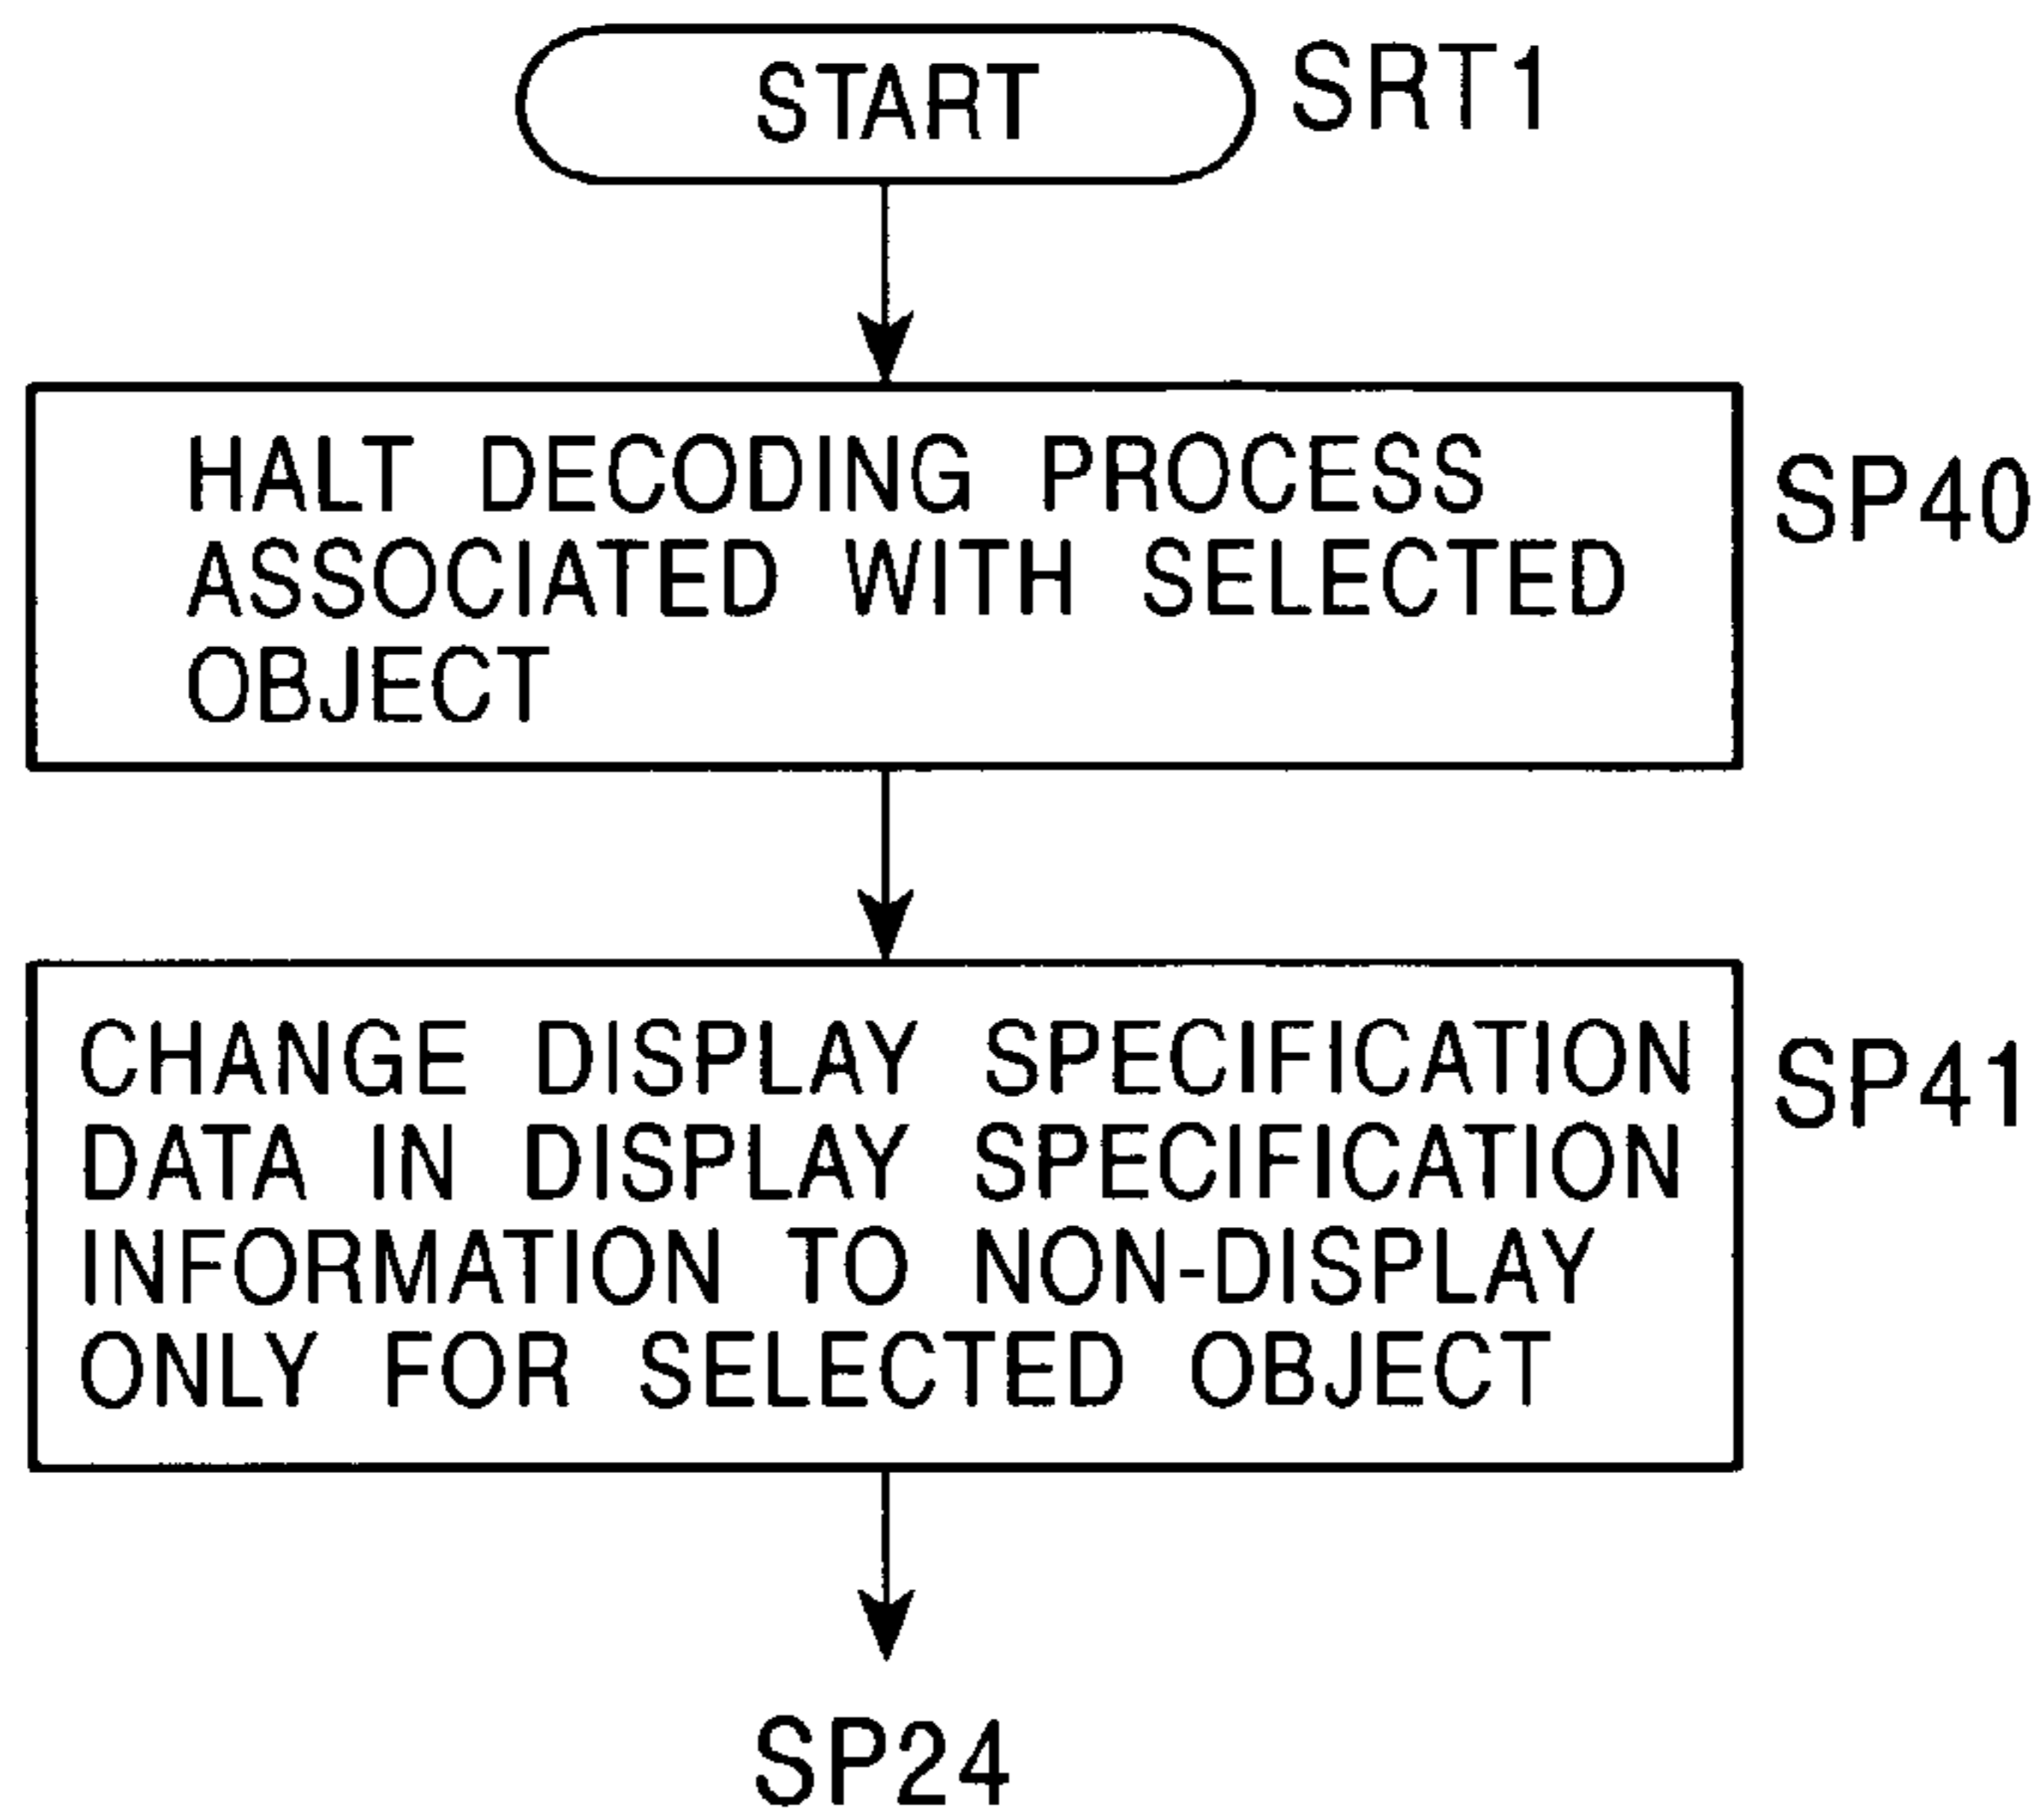 START
SRT1
HALT DECODING PROCESS
ASSOCIATED WITH SELECTED
OBJECT
SP40
CHANGE DISPLAY SPECIFICATION
DATA IN DISPLAY SPECIFICATION
INFORMATION TO NON-DISPLAY
ONLY FOR SELECTED OBJECT
SP41
SP24